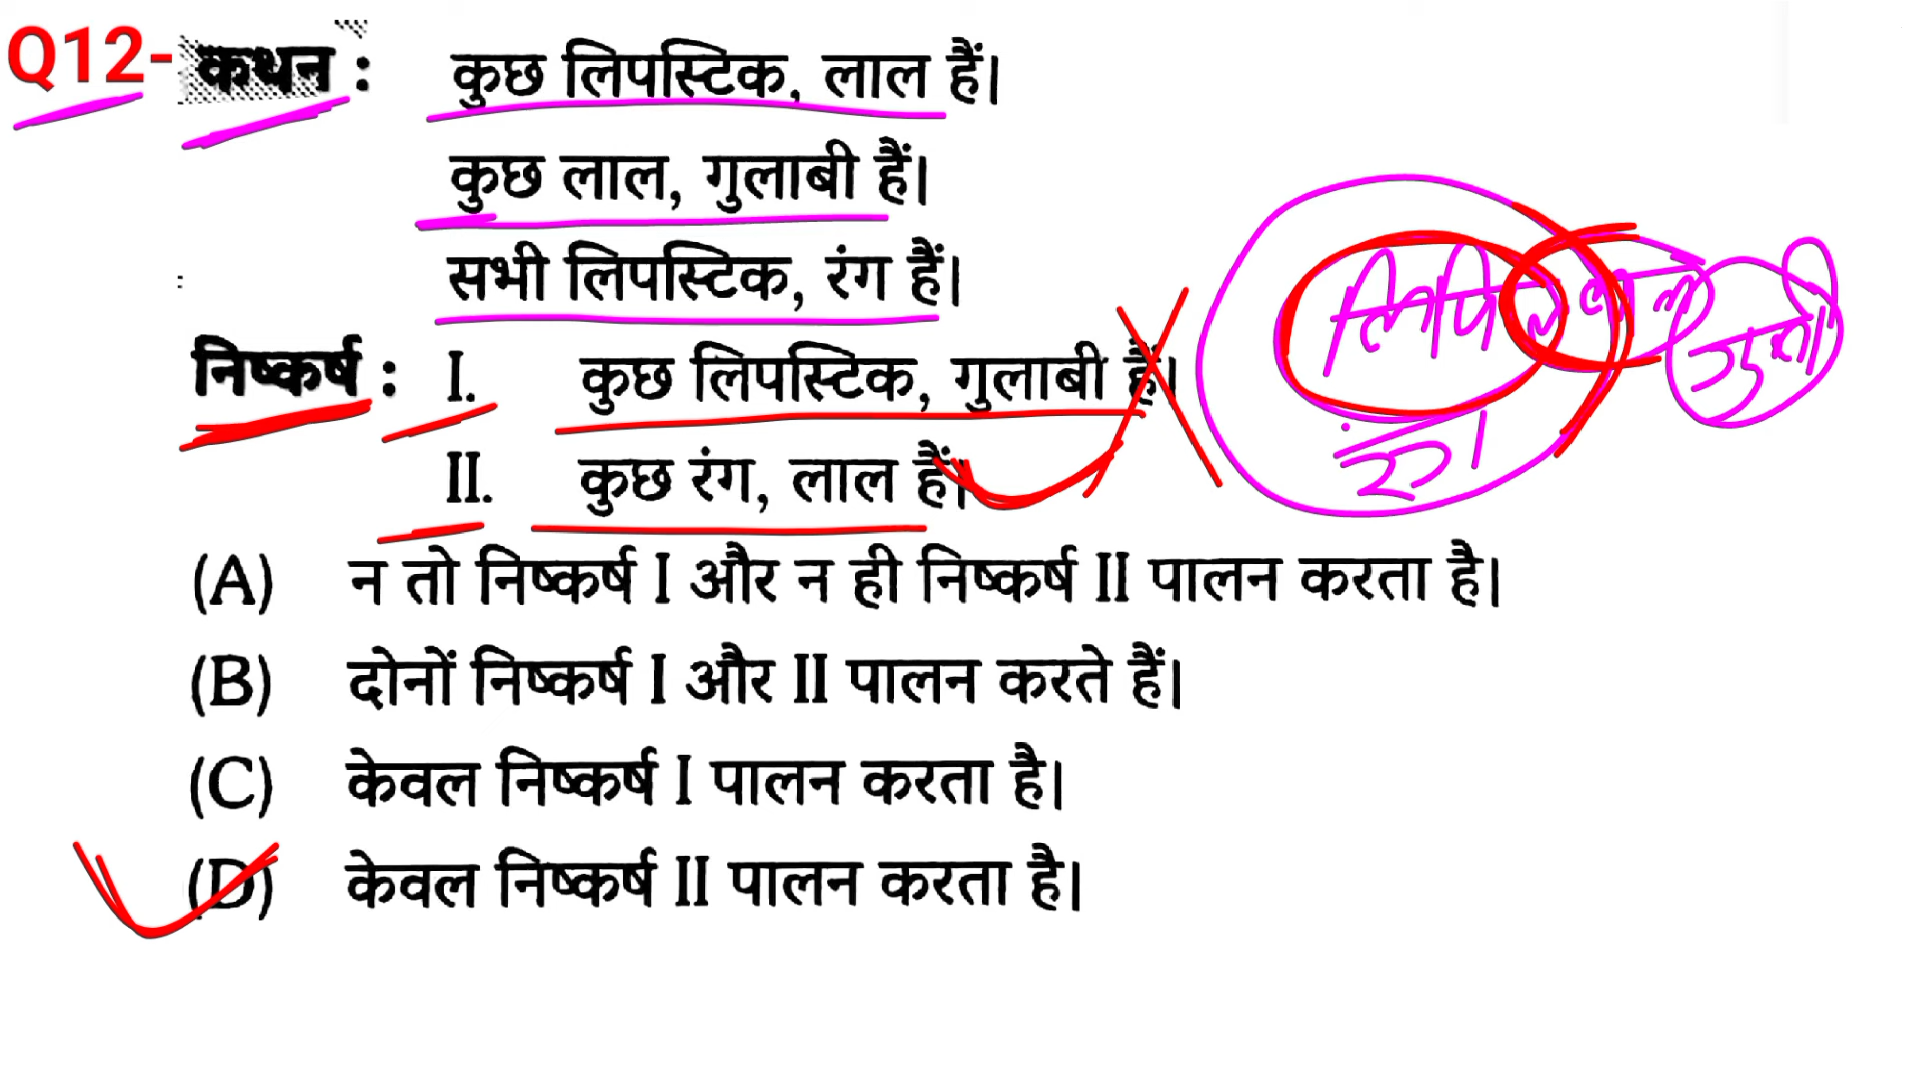 Q12- कथन : कुछ लिपस्टिक, लाल हैं।
कुछ लाल, गुलाबी हैं।
सभी लिपस्टिक, रंग हैं।
निष्कर्ष : I. कुछ लिपस्टिक, गुलाबी हैं।
II. कुछ रंग, लाल हैं।
(A) न तो निष्कर्ष I और न ही निष्कर्ष II पालन करता है।
(B) दोनों निष्कर्ष I और II पालन करते हैं।
(C) केवल निष्कर्ष I पालन करता है।
(D) केवल निष्कर्ष II पालन करता है।
लाल
रंग